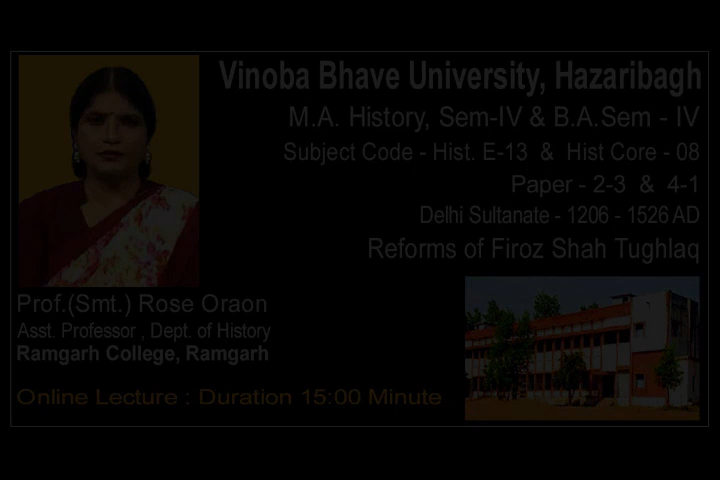 Vinoba Bhave University, Hazaribagh
M.A. History, Sem-IV & B.A.Sem - IV
Subject Code - Hist. E-13 & Hist Core - 08
Paper - 2-3 & 4-1
Delhi Sultanate - 1206 - 1526 AD
Reforms of Firoz Shah Tughlaq
Prof.(Smt.) Rose Oraon
Asst. Professor , Dept. of History
Ramgarh College, Ramgarh
Online Lecture : Duration 15:00 Minute